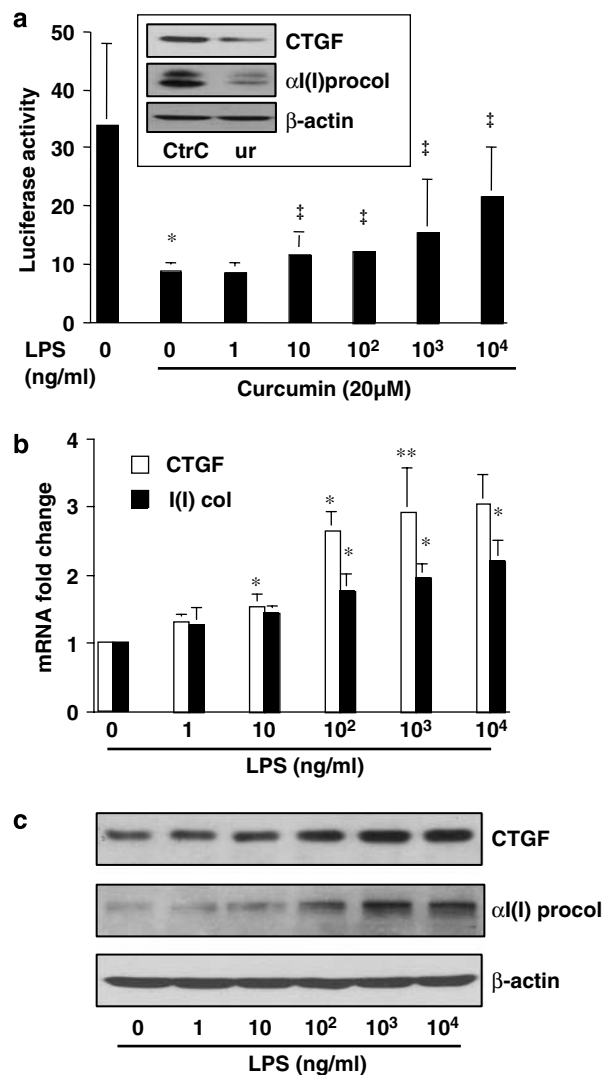 a
CTGF
αI(I)procol
β-actin
CtrC ur
Luciferase activity
50
40
30
20
10
0
*
‡
‡
‡
‡
LPS (ng/ml)
0 0 1 10 10² 10³ 10⁴
Curcumin (20µM)
b
CTGF
I(I) col
mRNA fold change
4
3
2
1
0
*
*
*
**
*
*
0 1 10 10² 10³ 10⁴
LPS (ng/ml)
c
CTGF
αI(I) procol
β-actin
0 1 10 10² 10³ 10⁴
LPS (ng/ml)